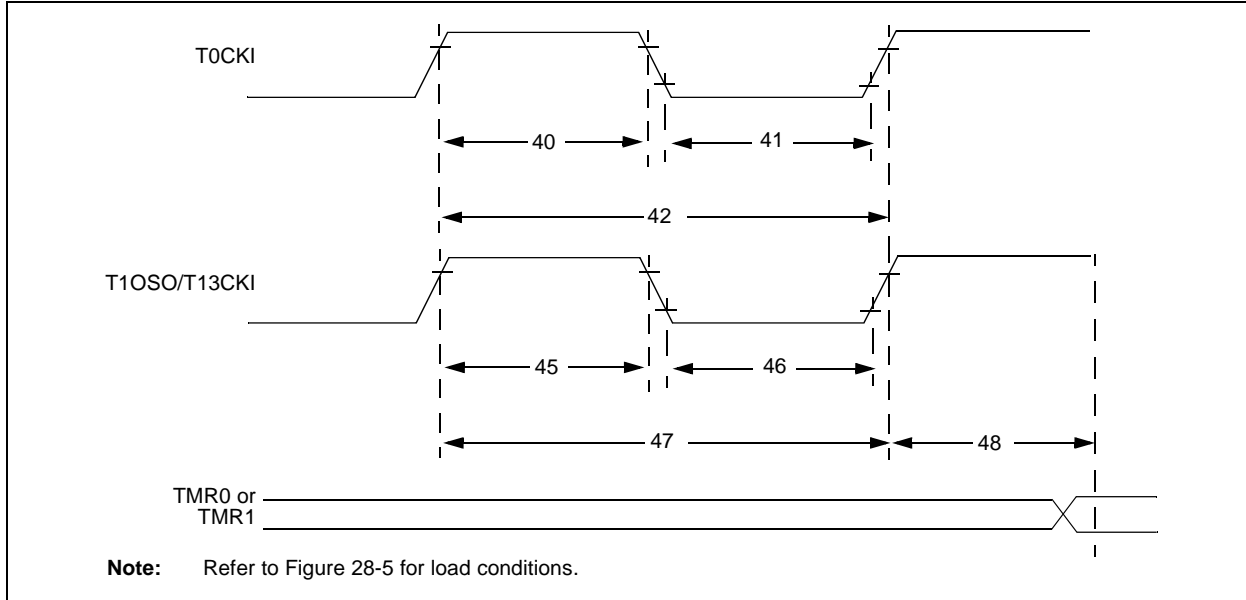 T0CKI
40
41
42
T1OSO/T13CKI
45
46
47
48
TMR0 or
TMR1
Note: Refer to Figure 28-5 for load conditions.